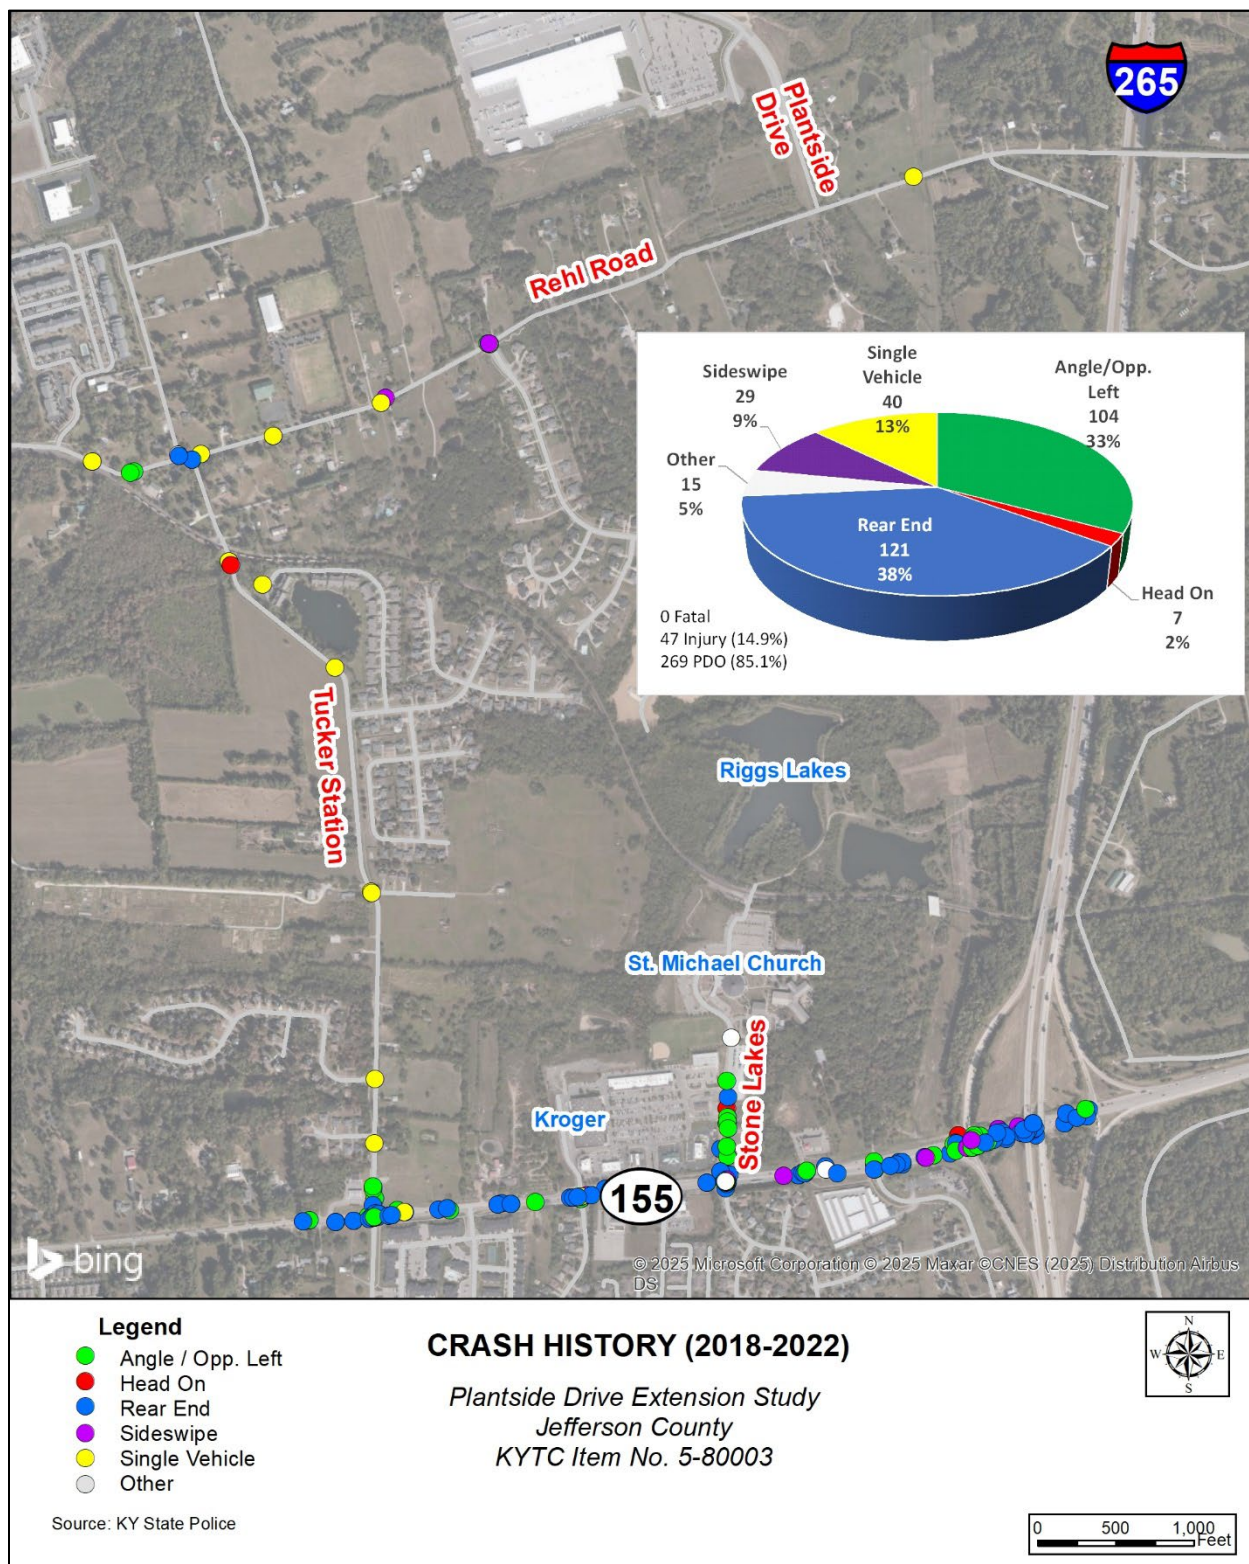 265
Plantside
Drive
Rehl Road
Sideswipe
29
9%
Single
Vehicle
40
13%
Angle/Opp.
Left
104
33%
Other
15
5%
Rear End
121
38%
Head On
7
2%
0 Fatal
47 Injury (14.9%)
269 PDO (85.1%)
Tucker Station
Riggs Lakes
St. Michael Church
Stone Lakes
Kroger
155
bing
© 2025 Microsoft Corporation © 2025 Maxar ©CNES (2025) Distribution Airbus
DS
Legend
Angle / Opp. Left
Head On
Rear End
Sideswipe
Single Vehicle
Other
Source: KY State Police
CRASH HISTORY (2018-2022)
Plantside Drive Extension Study
Jefferson County
KYTC Item No. 5-80003
N
W E
S
0 500 1,000
Feet